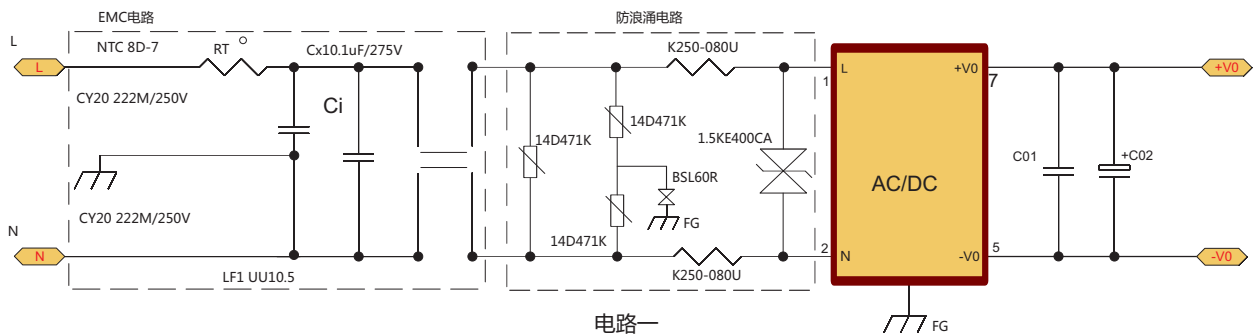 EMC电路
防浪涌电路
L
NTC 8D-7
RT
Cx10.1uF/275V
K250-080U
L
1
L
+V0
7
+V0
CY20 222M/250V
Ci
14D471K
14D471K
1.5KE400CA
BSL60R
AC/DC
C01
+C02
CY20 222M/250V
FG
N
14D471K
N
2
N
-V0
5
-V0
LF1 UU10.5
K250-080U
电路一
FG